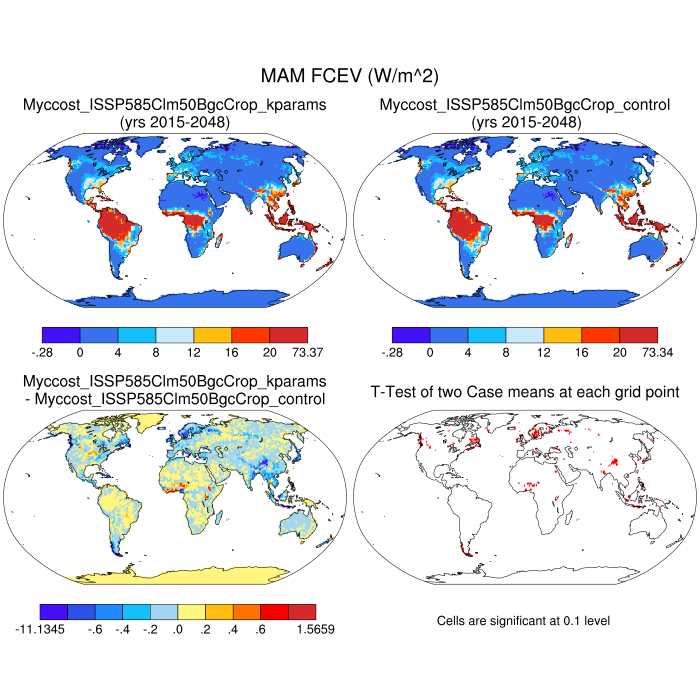 MAM FCEV (W/m^2)
Myccost_ISSP585Clm50BgcCrop_kparams
(yrs 2015-2048)
Myccost_ISSP585Clm50BgcCrop_control
(yrs 2015-2048)
-.28 0 4 8 12 16 20 73.37
-.28 0 4 8 12 16 20 73.34
Myccost_ISSP585Clm50BgcCrop_kparams
- Myccost_ISSP585Clm50BgcCrop_control
T-Test of two Case means at each grid point
-11.1345 -.6 -.4 -.2 .0 .2 .4 .6 1.5659
Cells are significant at 0.1 level